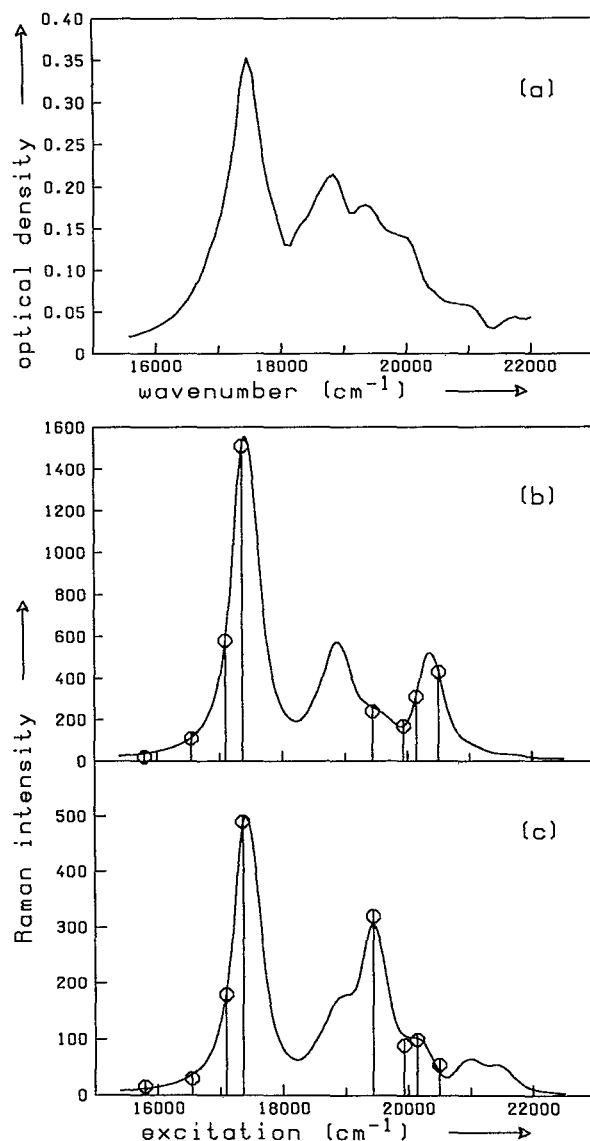 0.40
0.35
0.30
0.25
0.20
0.15
0.10
0.05
0
optical density
(a)
16000 18000 20000 22000
wavenumber (cm⁻¹)
1600
1400
1200
1000
800
600
400
200
0
(b)
Raman intensity
500
400
300
200
100
0
(c)
16000 18000 20000 22000
excitation (cm⁻¹)